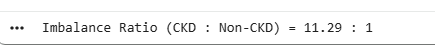 Imbalance Ratio (CKD : Non-CKD) = 11.29 : 1